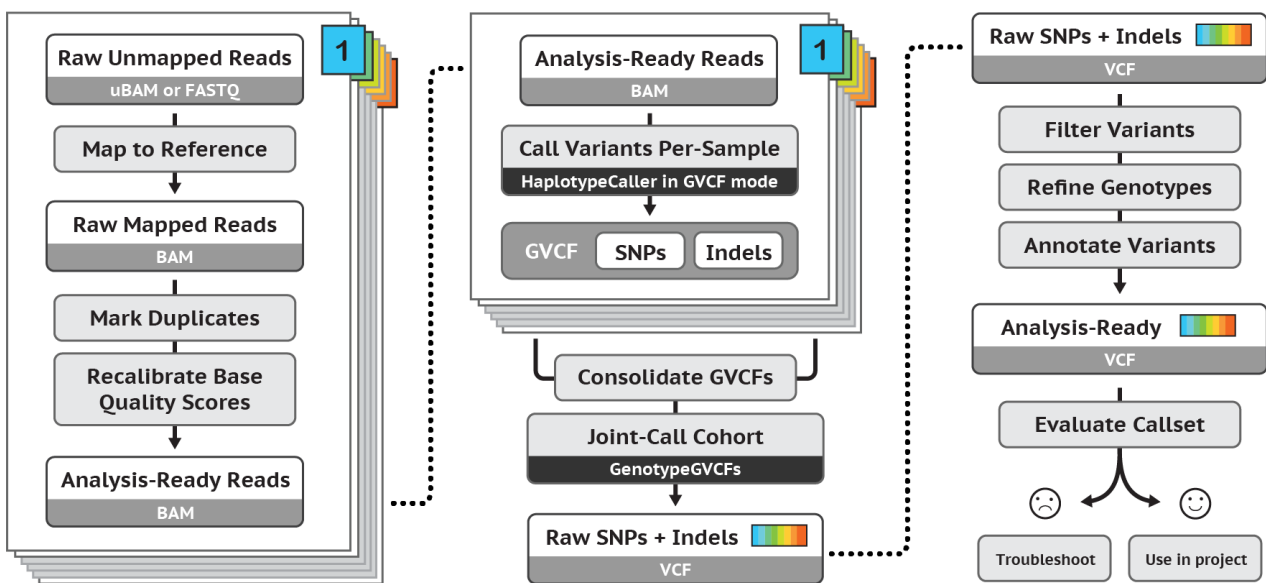 1
Raw Unmapped Reads
uBAM or FASTQ
Map to Reference
Raw Mapped Reads
BAM
Mark Duplicates
Recalibrate Base
Quality Scores
Analysis-Ready Reads
BAM
1
Analysis-Ready Reads
BAM
Call Variants Per-Sample
HaplotypeCaller in GVCF mode
GVCF SNPs Indels
Consolidate GVCFs
Joint-Call Cohort
GenotypeGVCFs
Raw SNPs + Indels
VCF
Raw SNPs + Indels
VCF
Filter Variants
Refine Genotypes
Annotate Variants
Analysis-Ready
VCF
Evaluate Callset
Troubleshoot
Use in project